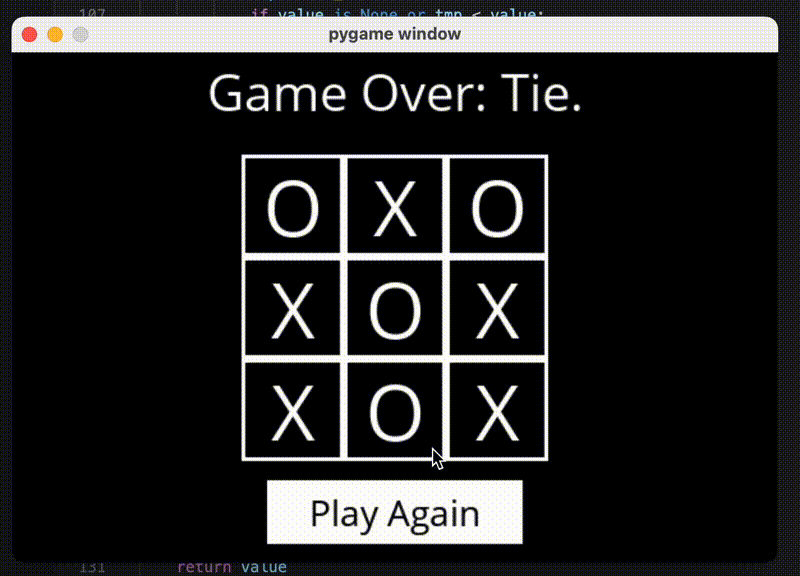 107 if value is None or tmp < value:
pygame window
Game Over: Tie.
O X O
X O X
X O X
Play Again
131 return value